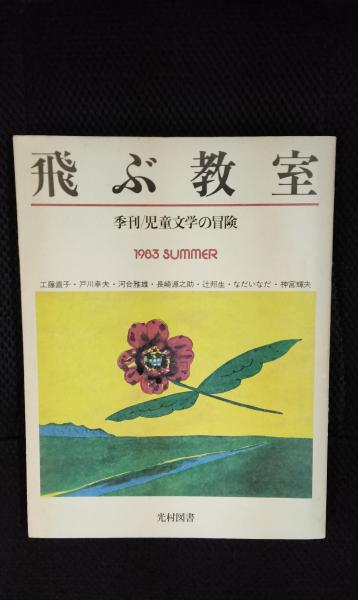 飛ぶ教室
季刊/児童文学の冒険
1983 SUMMER
工藤直子・戸川幸夫・河合雅雄・長崎源之助・辻邦生・なだいなだ・神宮輝夫
光村図書